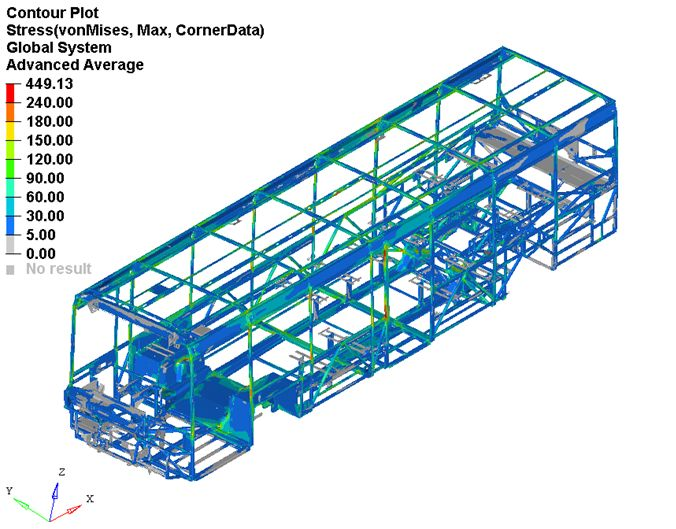 Contour Plot
Stress(vonMises, Max, CornerData)
Global System
Advanced Average
449.13
240.00
180.00
150.00
120.00
90.00
60.00
30.00
5.00
0.00
No result
Z
Y
X